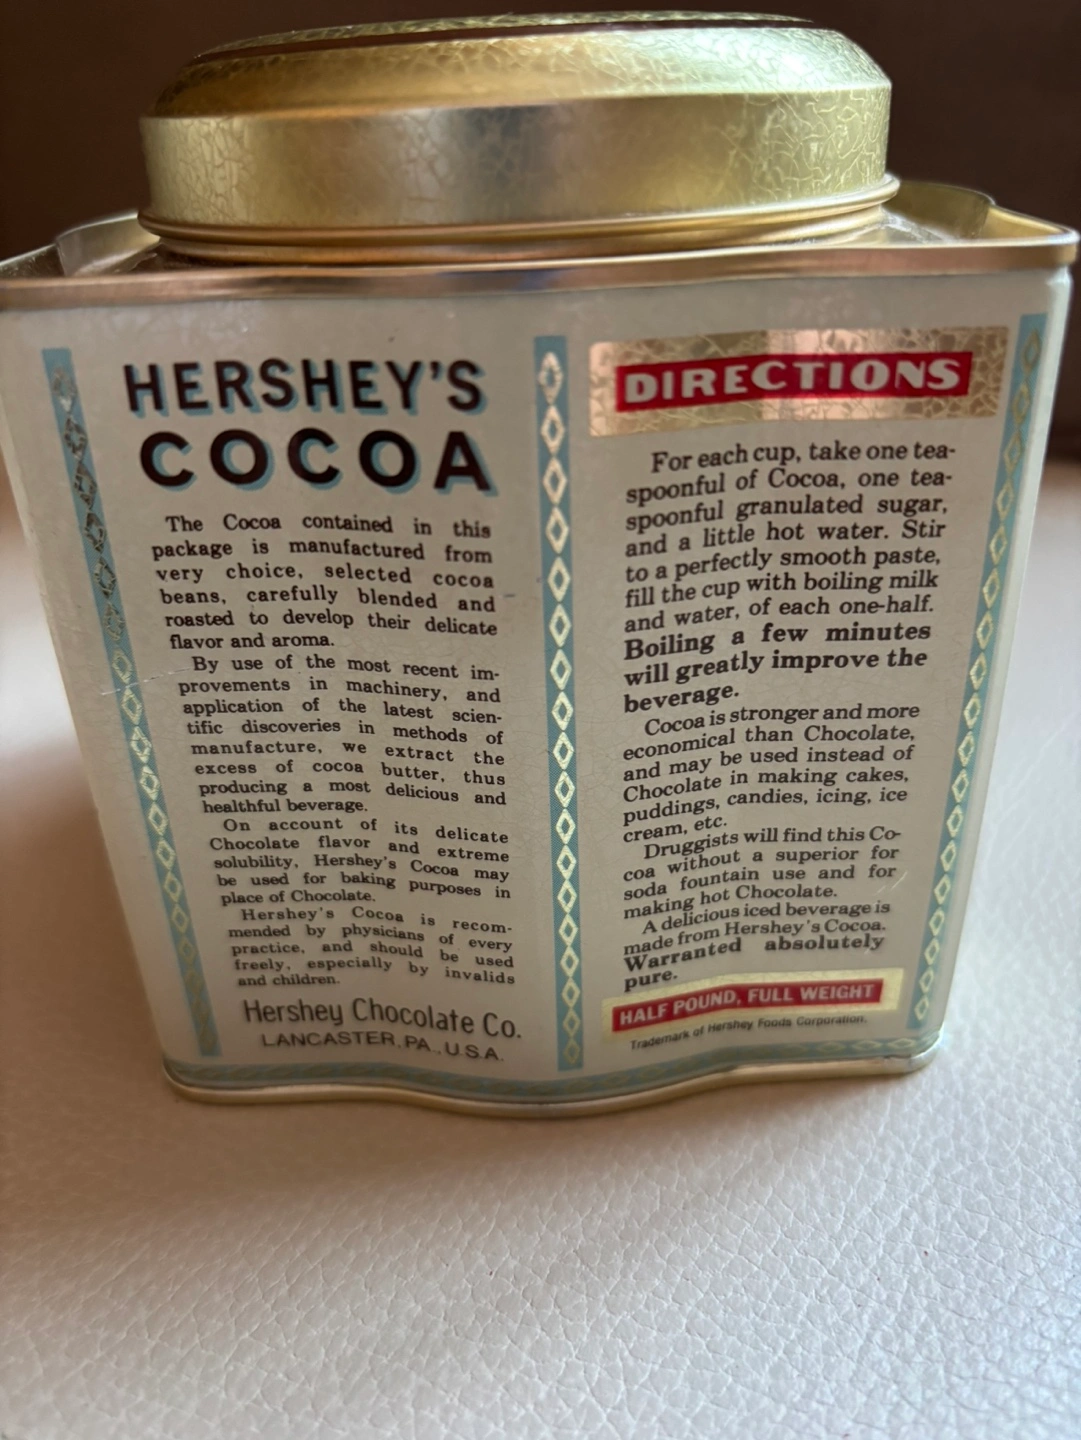 HERSHEY'S
COCOA
The Cocoa contained in this
package is manufactured from
very choice, selected cocoa
beans, carefully blended and
roasted to develop their delicate
flavor and aroma.
By use of the most recent im-
provements in machinery, and
application of the latest scien-
tific discoveries in methods of
manufacture, we extract the
excess of cocoa butter, thus
producing a most delicious and
healthful beverage.
On account of its delicate
Chocolate flavor and extreme
solubility, Hershey's Cocoa may
be used for baking purposes in
place of Chocolate.
Hershey's Cocoa is recom-
mended by physicians of every
practice, and should be used
freely, especially by invalids
and children.
Hershey Chocolate Co.
LANCASTER, PA., U.S.A.
DIRECTIONS
For each cup, take one tea-
spoonful of Cocoa, one tea-
spoonful granulated sugar,
and a little hot water. Stir
to a perfectly smooth paste,
fill the cup with boiling milk
and water, of each one-half.
Boiling a few minutes
will greatly improve the
beverage.
Cocoa is stronger and more
economical than Chocolate,
and may be used instead of
Chocolate in making cakes,
puddings, candies, icing, ice
cream, etc.
Druggists will find this Co-
coa without a superior for
soda fountain use and for
making hot Chocolate.
A delicious iced beverage is
made from Hershey's Cocoa.
Warranted absolutely
pure.
HALF POUND, FULL WEIGHT
Trademark of Hershey Foods Corporation.